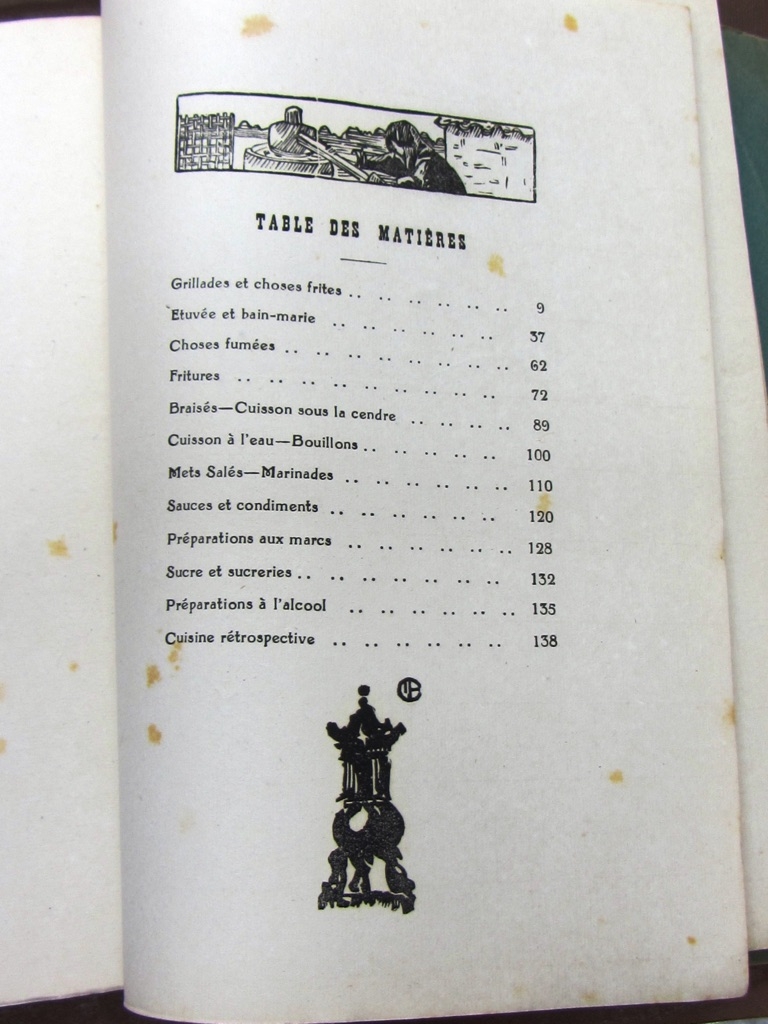 TABLE DES MATIÈRES
Grillades et choses frites .. .. .. .. .. .. 9
Etuvée et bain-marie .. .. .. .. .. .. 37
Choses fumées .. .. .. .. .. .. .. .. 62
Fritures .. .. .. .. .. .. .. .. .. 72
Braisés—Cuisson sous la cendre .. .. .. .. 89
Cuisson à l'eau—Bouillons .. .. .. .. .. 100
Mets Salés—Marinades .. .. .. .. .. .. 110
Sauces et condiments .. .. .. .. .. .. 120
Préparations aux marcs .. .. .. .. .. .. 128
Sucre et sucreries .. .. .. .. .. .. .. 132
Préparations à l'alcool .. .. .. .. .. .. 135
Cuisine rétrospective .. .. .. .. .. .. 138